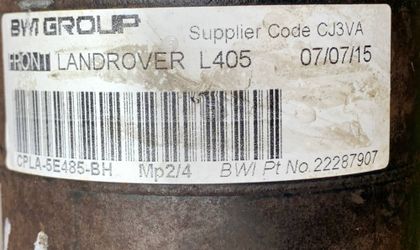 BWI GROUP Supplier Code CJ3VA
FRONT LANDROVER L405 07/07/15
CPLA-5E485-BH Mp2/4 BWI Pt No.22287907